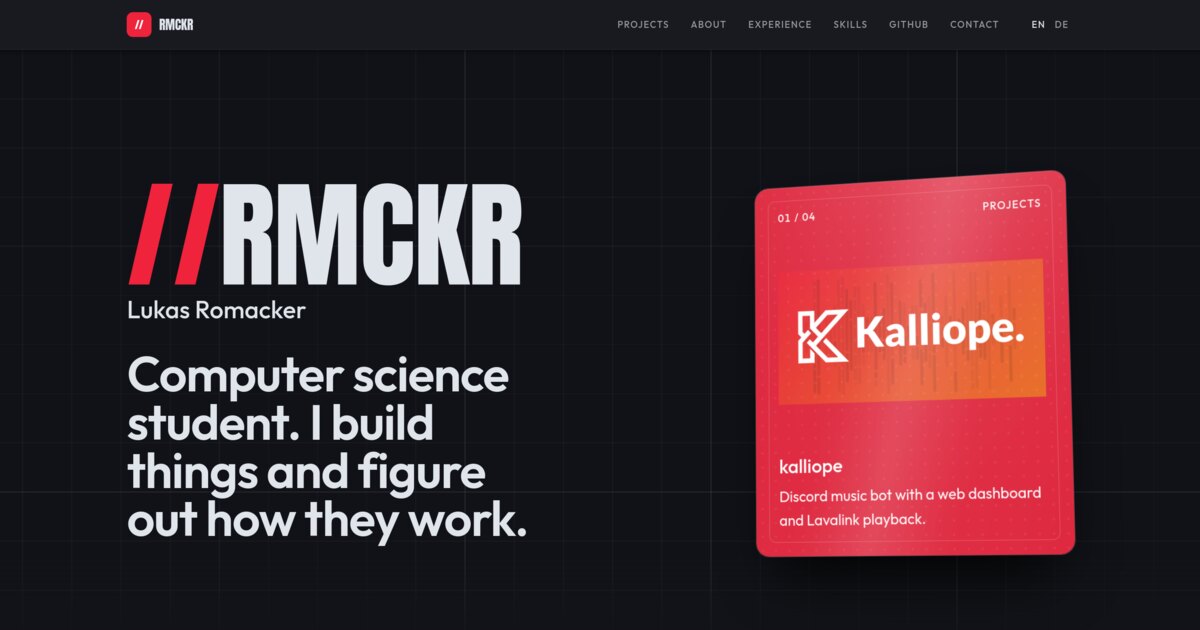 // RMCKR
PROJECTS ABOUT EXPERIENCE SKILLS GITHUB CONTACT EN DE
//RMCKR
Lukas Romacker
Computer science
student. I build
things and figure
out how they work.
01 / 04
PROJECTS
Kalliope.
kalliope
Discord music bot with a web dashboard
and Lavalink playback.